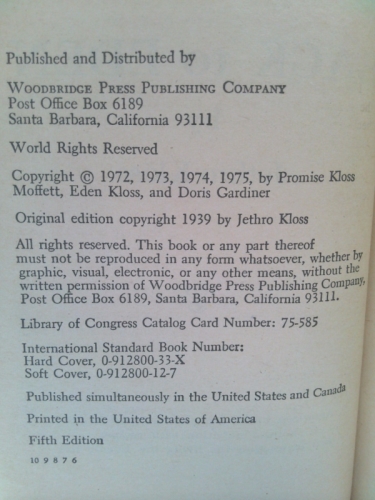 Published and Distributed by
WOODBRIDGE PRESS PUBLISHING COMPANY
Post Office Box 6189
Santa Barbara, California 93111
World Rights Reserved
Copyright © 1972, 1973, 1974, 1975, by Promise Kloss
Moffett, Eden Kloss, and Doris Gardiner
Original edition copyright 1939 by Jethro Kloss
All rights reserved. This book or any part thereof
must not be reproduced in any form whatsoever, whether by
graphic, visual, electronic, or any other means, without the
written permission of Woodbridge Press Publishing Company,
Post Office Box 6189, Santa Barbara, California 93111.
Library of Congress Catalog Card Number: 75-585
International Standard Book Number:
Hard Cover, 0-912800-33-X
Soft Cover, 0-912800-12-7
Published simultaneously in the United States and Canada
Printed in the United States of America
Fifth Edition
10 9 8 7 6